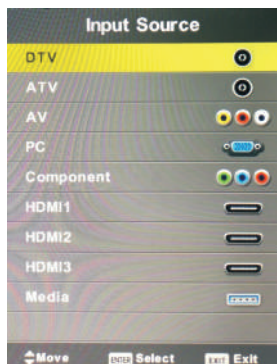 Input Source
DTV
ATV
AV
PC
Component
HDMI1
HDMI2
HDMI3
Media
Move ENTER Select EXIT Exit